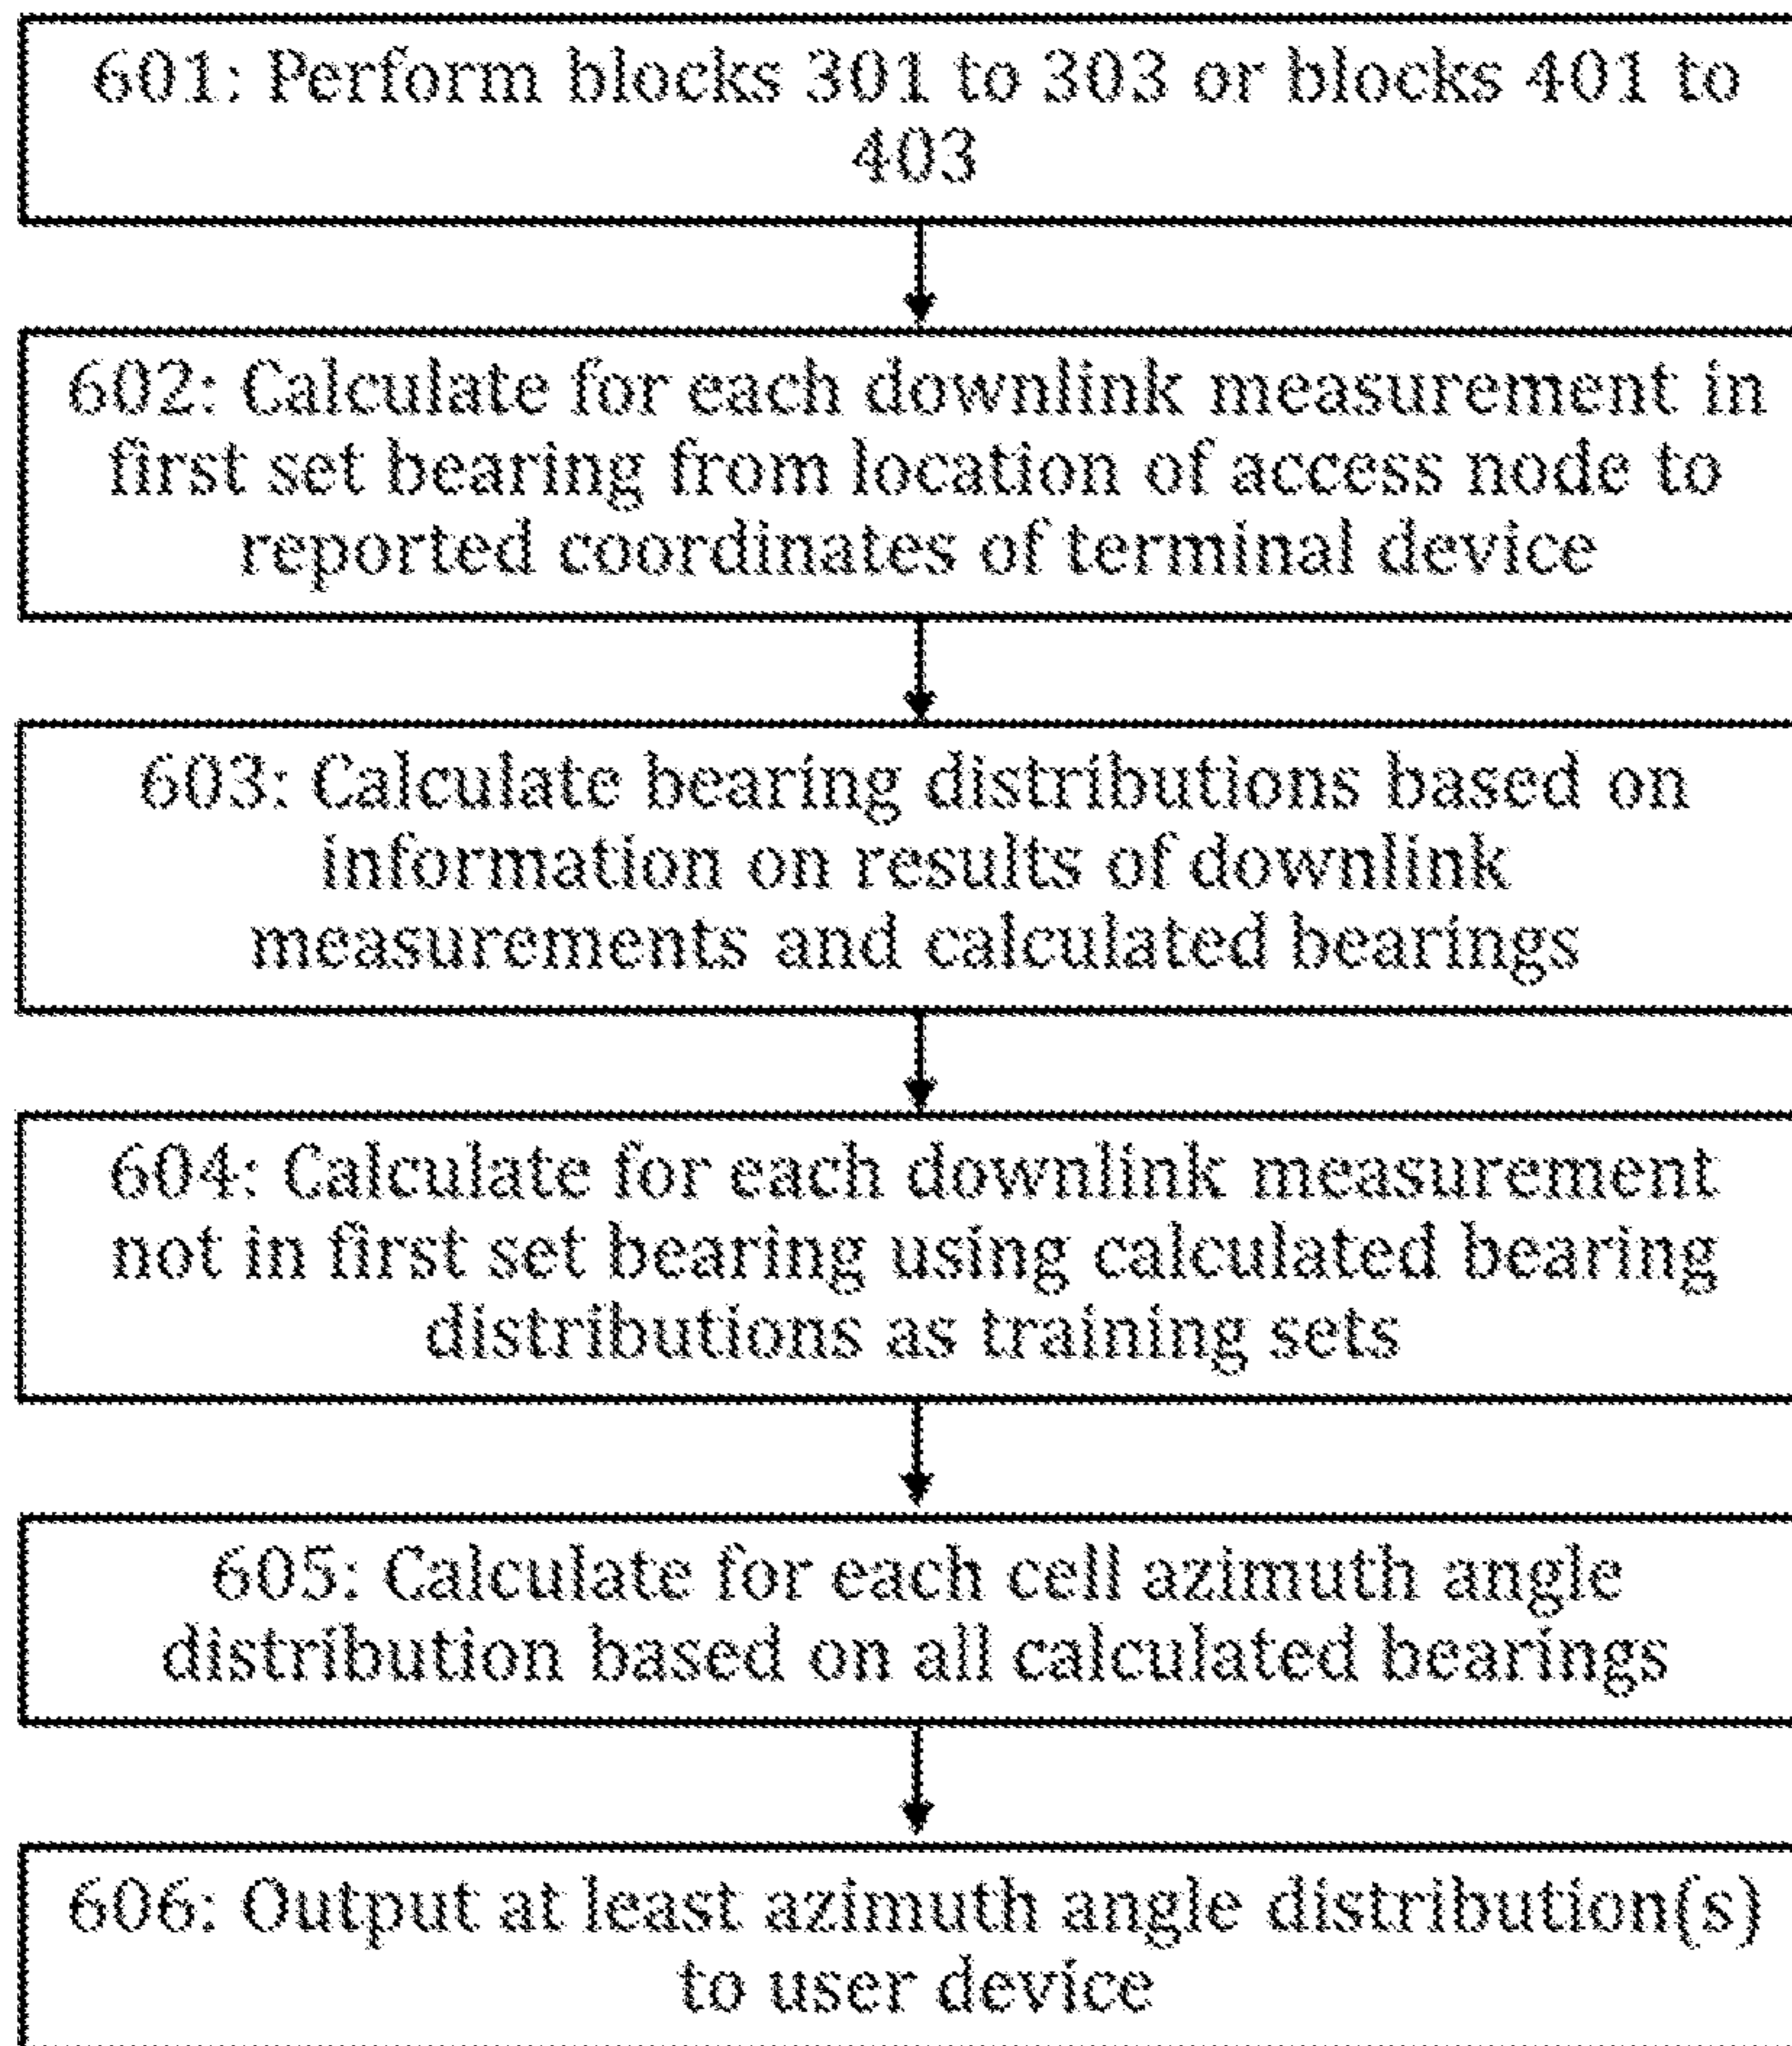 601: Perform blocks 301 to 303 or blocks 401 to
403
602: Calculate for each downlink measurement in
first set bearing from location of access node to
reported coordinates of terminal device
603: Calculate bearing distributions based on
information on results of downlink
measurements and calculated bearings
604: Calculate for each downlink measurement
not in first set bearing using calculated bearing
distributions as training sets
605: Calculate for each cell azimuth angle
distribution based on all calculated bearings
606: Output at least azimuth angle distribution(s)
to user device